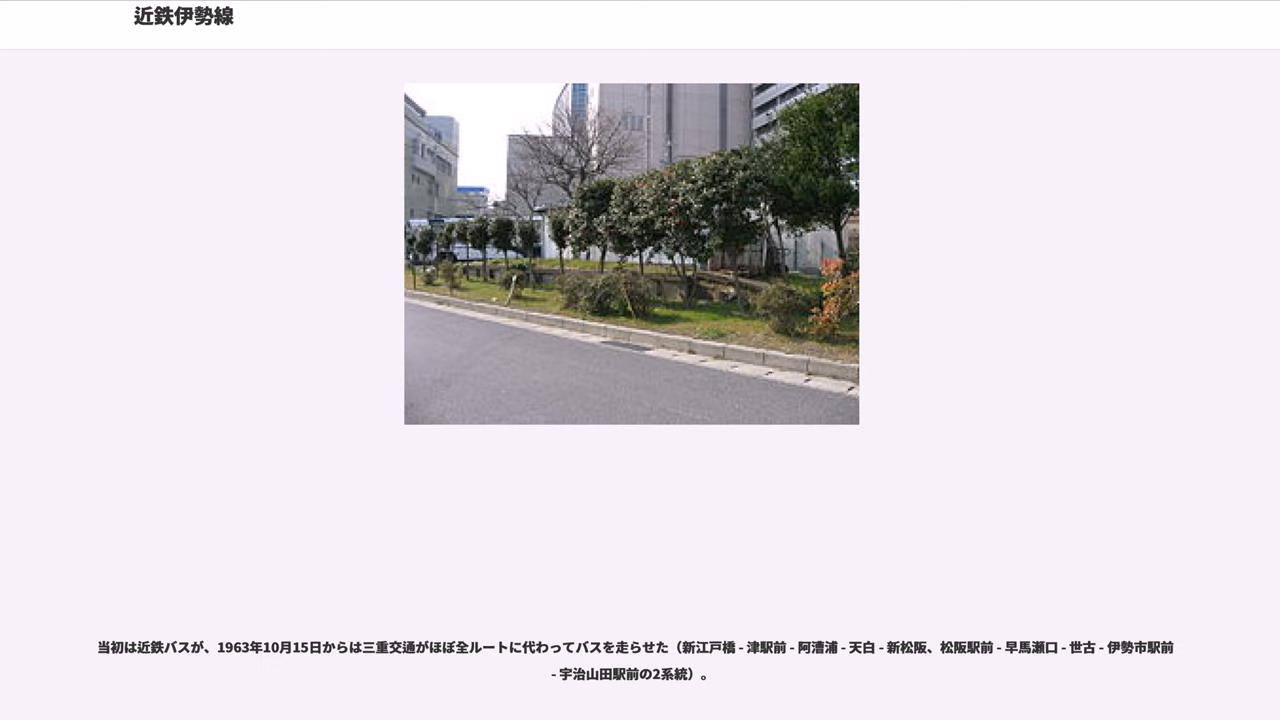 近鉄伊勢線
当初は近鉄バスが、1963年10月15日からは三重交通がほぼ全ルートに代わってバスを走らせた（新江戸橋 - 津駅前 - 阿漕浦 - 天白 - 新松阪、松阪駅前 - 早馬瀬口 - 世古 - 伊勢市駅前
- 宇治山田駅前の2系統）。